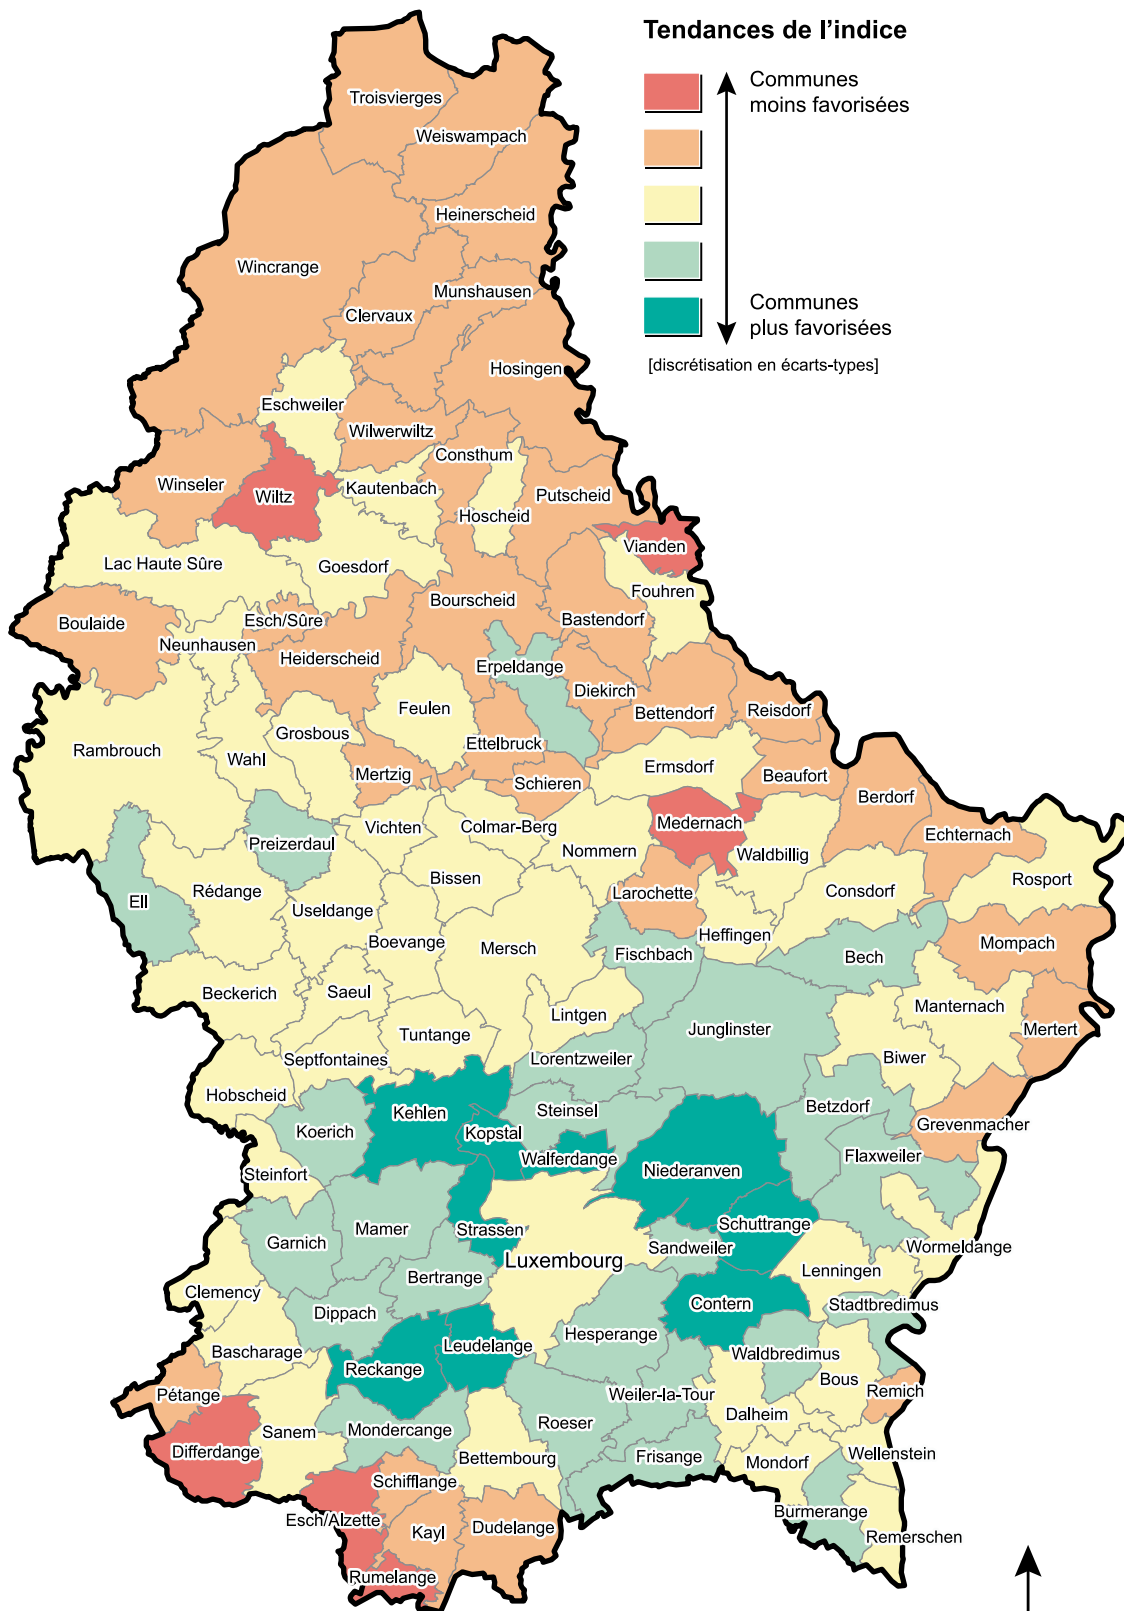 Tendances de l'indice
Communes
moins favorisées
Communes
plus favorisées
[discrétisation en écarts-types]
Troisvierges
Weiswampach
Heinerscheid
Wincrange
Munshausen
Clervaux
Hosingen
Eschweiler
Wilwerwiltz
Consthum
Winseler
Wiltz
Kautenbach
Putscheid
Hoscheid
Vianden
Lac Haute Sûre
Goesdorf
Fouhren
Bourscheid
Boulaide
Esch/Sûre
Bastendorf
Neunhausen
Heiderscheid
Erpeldange
Diekirch
Feulen
Bettendorf
Reisdorf
Grosbous
Rambrouch
Wahl
Ettelbruck
Ermsdorf
Mertzig
Schieren
Beaufort
Berdorf
Medernach
Vichten
Colmar-Berg
Echternach
Preizerdaul
Nommern
Waldbillig
Bissen
Rosport
Rédange
Larochette
Consdorf
Ell
Useldange
Boevange
Heffingen
Mersch
Fischbach
Bech
Mompach
Beckerich
Saeul
Manternach
Lintgen
Tuntange
Junglinster
Mertert
Septfontaines
Lorentzweiler
Biwer
Hobscheid
Kehlen
Steinsel
Betzdorf
Koerich
Kopstal
Grevenmacher
Walferdange
Flaxweiler
Steinfort
Niederanven
Mamer
Strassen
Schuttrange
Garnich
Sandweiler
Wormeldange
Luxembourg
Lenningen
Bertrange
Clemency
Contern
Stadtbredimus
Dippach
Hesperange
Leudelange
Waldbredimus
Bascharage
Reckange
Bous
Pétange
Weiler-la-Tour
Remich
Dalheim
Roeser
Mondercange
Sanem
Differdange
Bettembourg
Frisange
Wellenstein
Mondorf
Schifflange
Burmerange
Esch/Alzette
Kayl
Dudelange
Remerschen
Rumelange